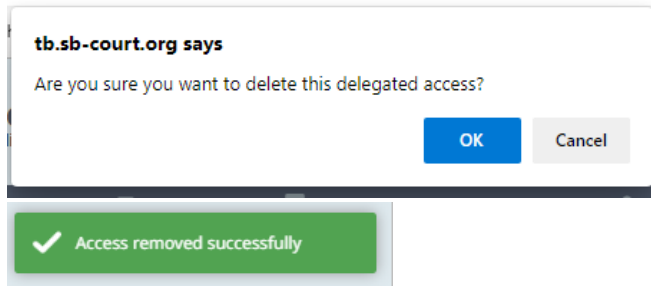 tb.sb-court.org says
Are you sure you want to delete this delegated access?
OK
Cancel
Access removed successfully